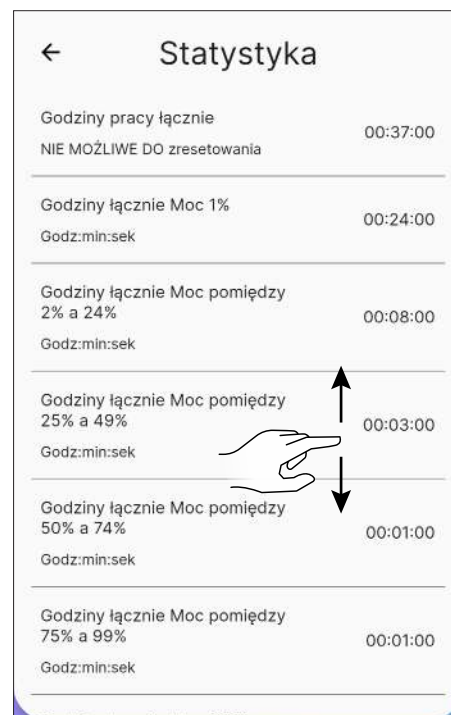 Statystyka
Godziny pracy łącznie
00:37:00
NIE MOŻLIWE DO zresetowania
Godziny łącznie Moc 1%
00:24:00
Godz:min:sek
Godziny łącznie Moc pomiędzy
2% a 24%
00:08:00
Godz:min:sek
Godziny łącznie Moc pomiędzy
25% a 49%
00:03:00
Godz:min:sek
Godziny łącznie Moc pomiędzy
50% a 74%
00:01:00
Godz:min:sek
Godziny łącznie Moc pomiędzy
75% a 99%
00:01:00
Godz:min:sek